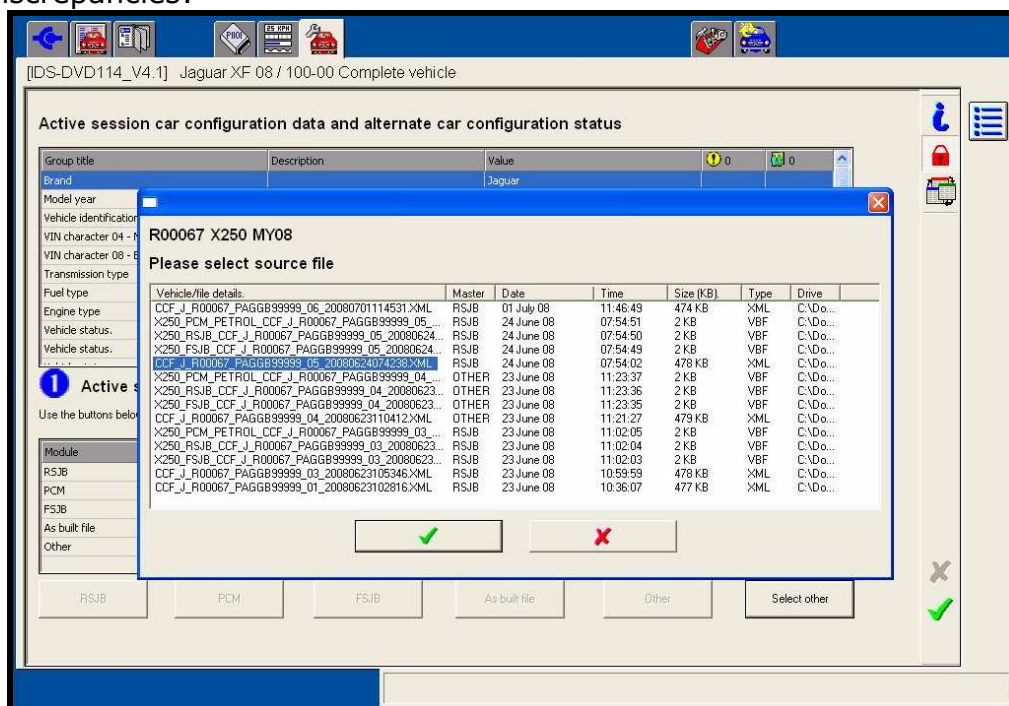 iscrepancies.
PIIOT
25 KPH
[IDS-DVD114_V4.1] Jaguar XF 08 / 100-00 Complete vehicle
Active session car configuration data and alternate car configuration status
Group title Description Value 0 0
Brand Jaguar
Model year
Vehicle identification
VIN character 04 -
VIN character 08 -
Transmission type
Fuel type
Engine type
Vehicle status.
Vehicle status.
1 Active s
Use the buttons belo
Module
RSJB
PCM
FSJB
As built file
Other
R00067 X250 MY08
Please select source file
Vehicle/file details. Master Date Time Size (KB). Type Drive
CCF_J_R00067_PAGGB99999_06_20080701114531.XML RSJB 01 July 08 11:46:49 474 KB XML C:\Do...
X250_PCM_PETROL_CCF_J_R00067_PAGGB99999_05_... RSJB 24 June 08 07:54:51 2 KB VBF C:\Do...
X250_RSJB_CCF_J_R00067_PAGGB99999_05_20080624... RSJB 24 June 08 07:54:50 2 KB VBF C:\Do...
X250_FSJB_CCF_J_R00067_PAGGB99999_05_20080624... RSJB 24 June 08 07:54:49 2 KB VBF C:\Do...
CCF_J_R00067_PAGGB99999_05_20080624074238.XML RSJB 24 June 08 07:54:02 478 KB XML C:\Do...
X250_PCM_PETROL_CCF_J_R00067_PAGGB99999_04_... OTHER 23 June 08 11:23:37 2 KB VBF C:\Do...
X250_RSJB_CCF_J_R00067_PAGGB99999_04_20080623... OTHER 23 June 08 11:23:36 2 KB VBF C:\Do...
X250_FSJB_CCF_J_R00067_PAGGB99999_04_20080623... OTHER 23 June 08 11:23:35 2 KB VBF C:\Do...
CCF_J_R00067_PAGGB99999_04_20080623110412.XML OTHER 23 June 08 11:21:27 479 KB XML C:\Do...
X250_PCM_PETROL_CCF_J_R00067_PAGGB99999_03_... RSJB 23 June 08 11:02:05 2 KB VBF C:\Do...
X250_RSJB_CCF_J_R00067_PAGGB99999_03_20080623... RSJB 23 June 08 11:02:04 2 KB VBF C:\Do...
X250_FSJB_CCF_J_R00067_PAGGB99999_03_20080623... RSJB 23 June 08 11:02:03 2 KB VBF C:\Do...
CCF_J_R00067_PAGGB99999_03_20080623105346.XML RSJB 23 June 08 10:59:59 478 KB XML C:\Do...
CCF_J_R00067_PAGGB99999_01_20080623102816.XML RSJB 23 June 08 10:36:07 477 KB XML C:\Do...
RSJB PCM FSJB As built file Other Select other